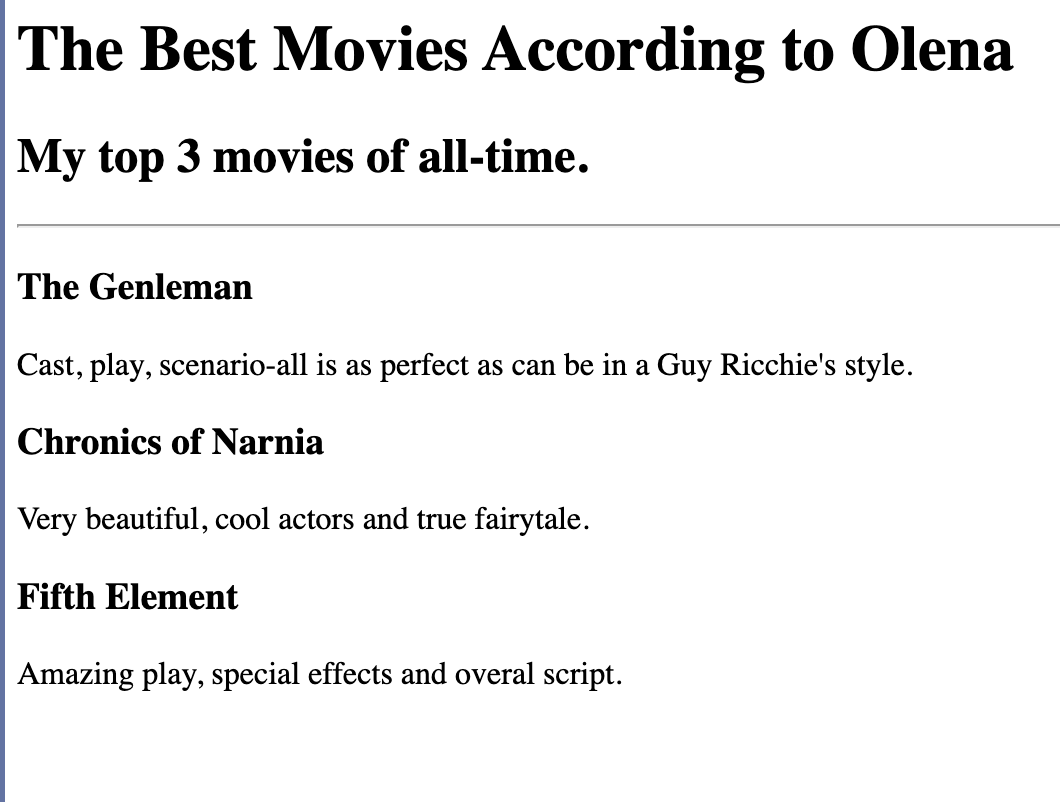 The Best Movies According to Olena
My top 3 movies of all-time.
The Genleman
Cast, play, scenario-all is as perfect as can be in a Guy Ricchie's style.
Chronics of Narnia
Very beautiful, cool actors and true fairytale.
Fifth Element
Amazing play, special effects and overal script.